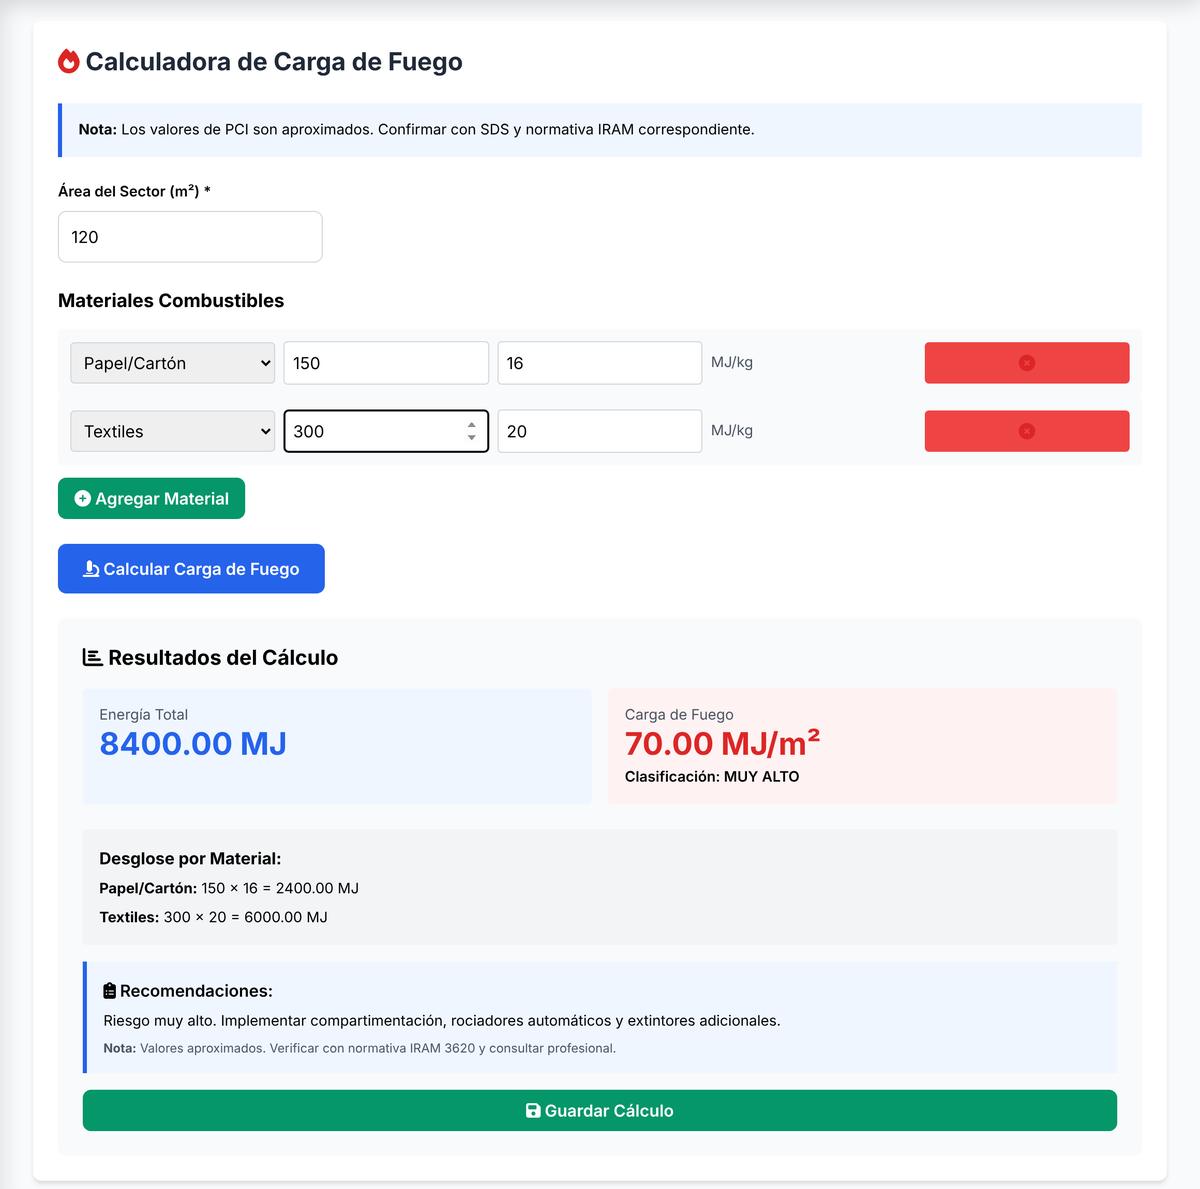 Calculadora de Carga de Fuego
Nota: Los valores de PCI son aproximados. Confirmar con SDS y normativa IRAM correspondiente.
Área del Sector (m²) *
120
Materiales Combustibles
Papel/Cartón 150 16 MJ/kg
Textiles 300 20 MJ/kg
Agregar Material
Calcular Carga de Fuego
Resultados del Cálculo
Energía Total
8400.00 MJ
Carga de Fuego
70.00 MJ/m²
Clasificación: MUY ALTO
Desglose por Material:
Papel/Cartón: 150 × 16 = 2400.00 MJ
Textiles: 300 × 20 = 6000.00 MJ
Recomendaciones:
Riesgo muy alto. Implementar compartimentación, rociadores automáticos y extintores adicionales.
Nota: Valores aproximados. Verificar con normativa IRAM 3620 y consultar profesional.
Guardar Cálculo